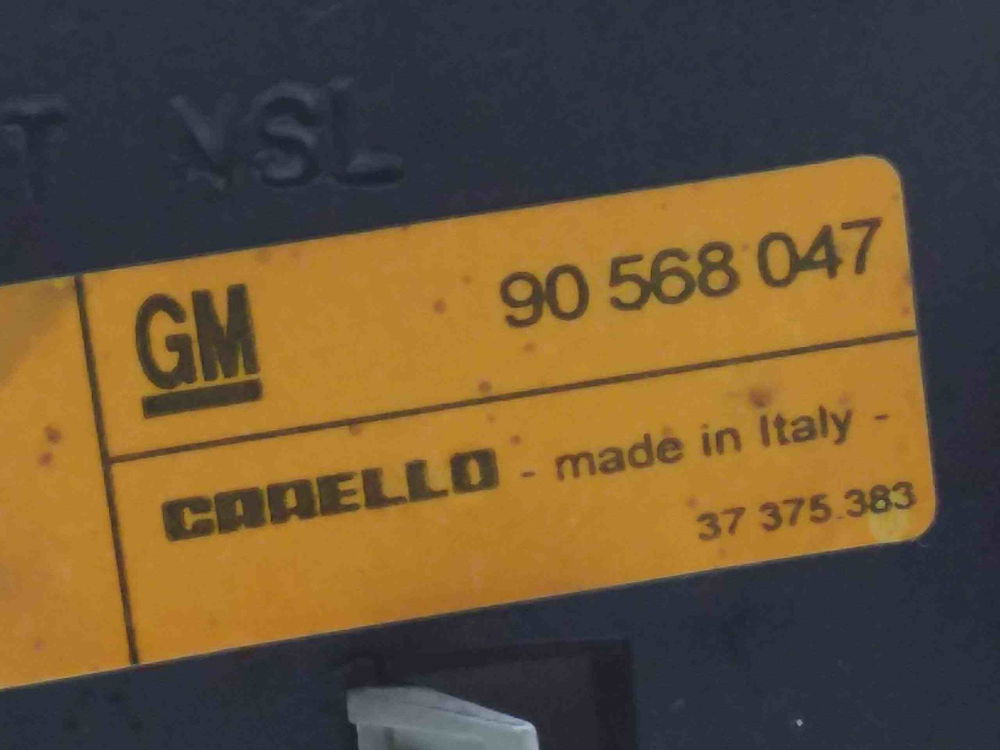 T VSL
GM 90 568 047
CARELLO - made in Italy -
37 375.383